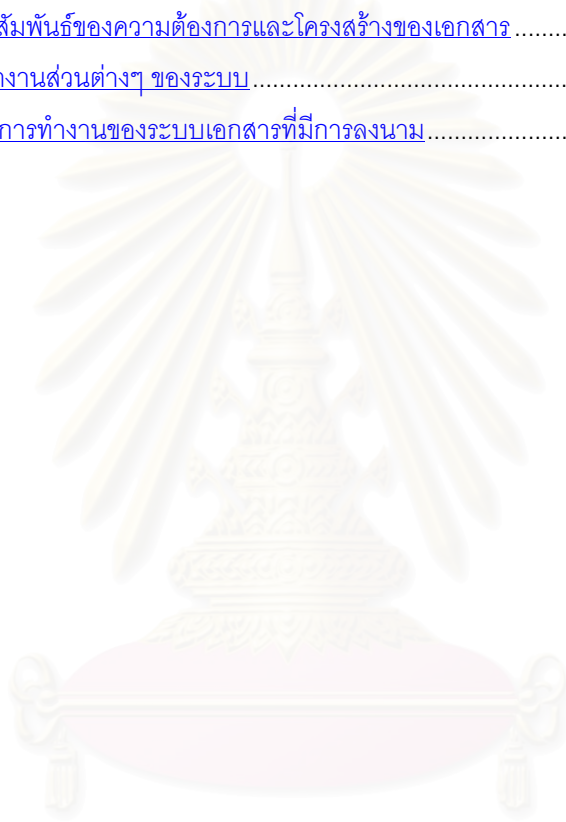 สัมพันธ์ของความต้องการและโครงสร้างของเอกสาร ........
งานส่วนต่างๆ ของระบบ ................................................
การทำงานของระบบเอกสารที่มีการลงนาม .....................